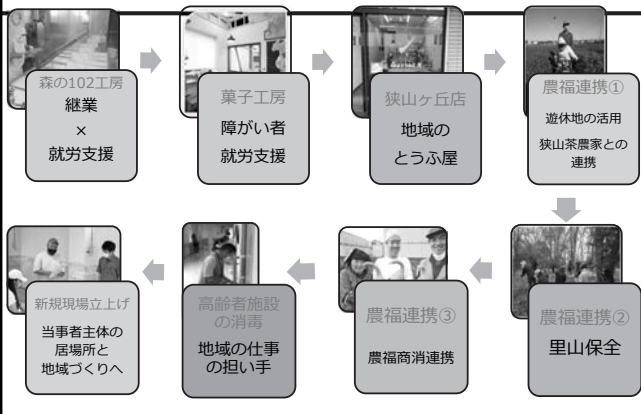 森の102工房
継業
×
就労支援
菓子工房
障がい者
就労支援
狭山ヶ丘店
地域の
とうふ屋
農福連携①
遊休地の活用
狭山茶農家との
連携
農福連携②
里山保全
農福連携③
農福商消連携
高齢者施設
の消毒
地域の仕事
の担い手
新規現場立上げ
当事者主体の
居場所と
地域づくりへ